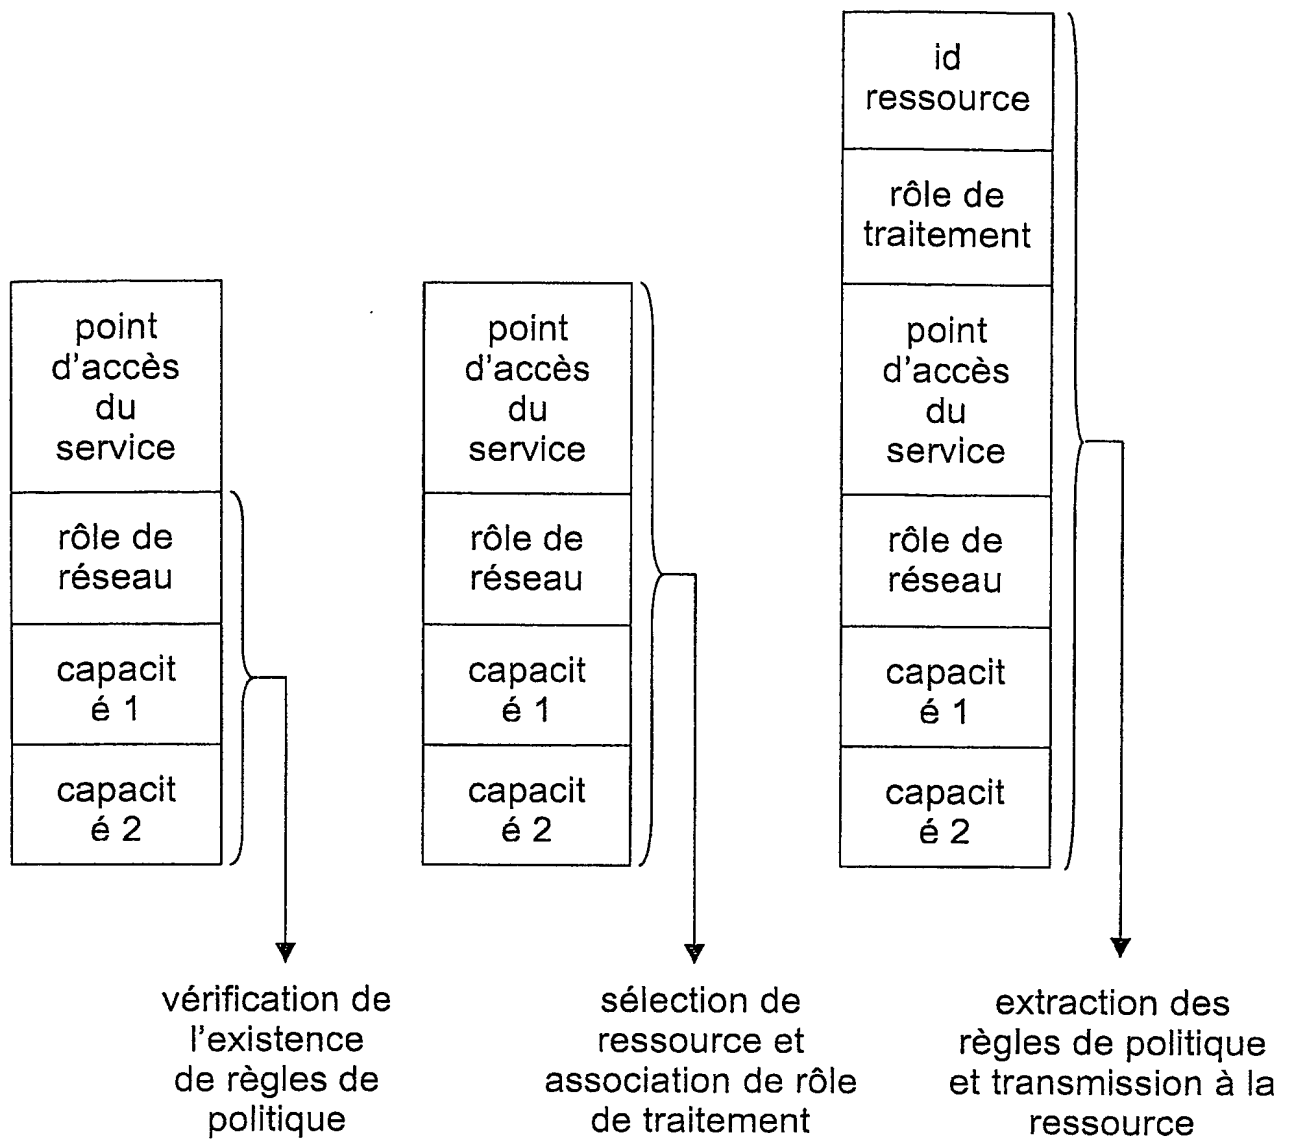 point
d'accès
du
service
rôle de
réseau
capacit
é 1
capacit
é 2
vérification de
l'existence
de règles de
politique
point
d'accès
du
service
rôle de
réseau
capacit
é 1
capacit
é 2
sélection de
ressource et
association de rôle
de traitement
id
ressource
rôle de
traitement
point
d'accès
du
service
rôle de
réseau
capacit
é 1
capacit
é 2
extraction des
règles de politique
et transmission à la
ressource